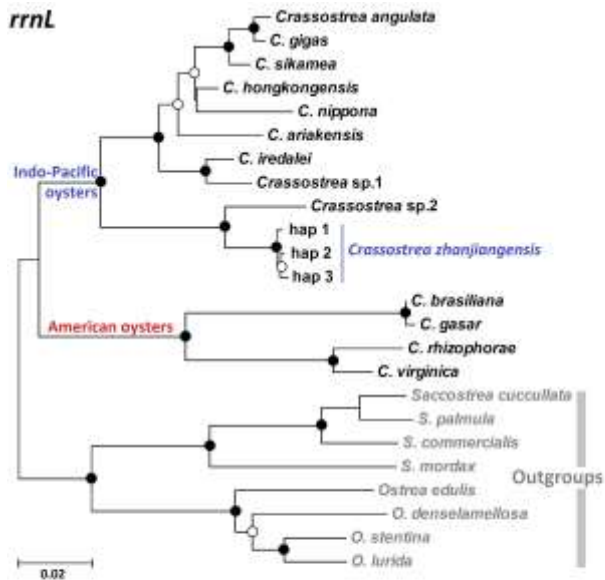 rrnL
Crassostrea angulata
C. gigas
C. sikamea
C. hongkongensis
C. nippona
C. ariakensis
C. iredalei
Crassostrea sp.1
Crassostrea sp.2
hap 1
hap 2
hap 3
Crassostrea zhanjiangensis
Indo-Pacific
oysters
American oysters
C. brasiliana
C. gasar
C. rhizophorae
C. virginica
Saccostrea cuccullata
S. palmula
S. commercialis
S. mordax
Ostrea edulis
O. denselamellosa
O. stentina
O. lurida
Outgroups
0.02